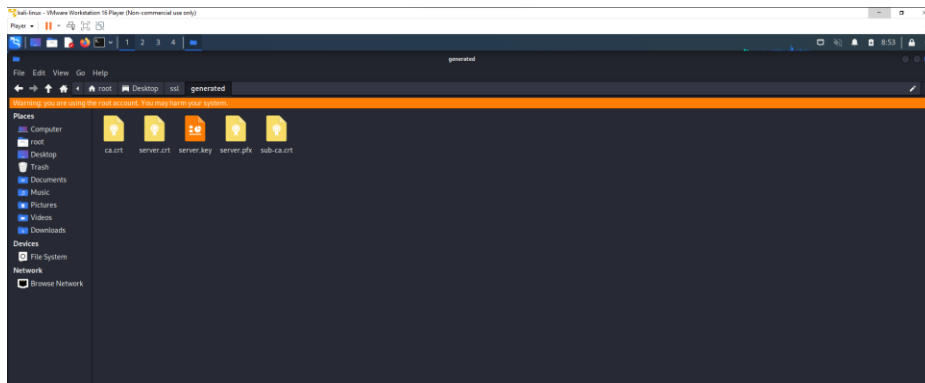 kali-linux - VMware Workstation 16 Player (Non-commercial use only)
Player
1 2 3 4
8:53
generated
File Edit View Go Help
root Desktop ssl generated
Warning: you are using the root account. You may harm your system.
Places
Computer
root
Desktop
Trash
Documents
Music
Pictures
Videos
Downloads
Devices
File System
Network
Browse Network
ca.crt server.crt server.key server.pfx sub-ca.crt